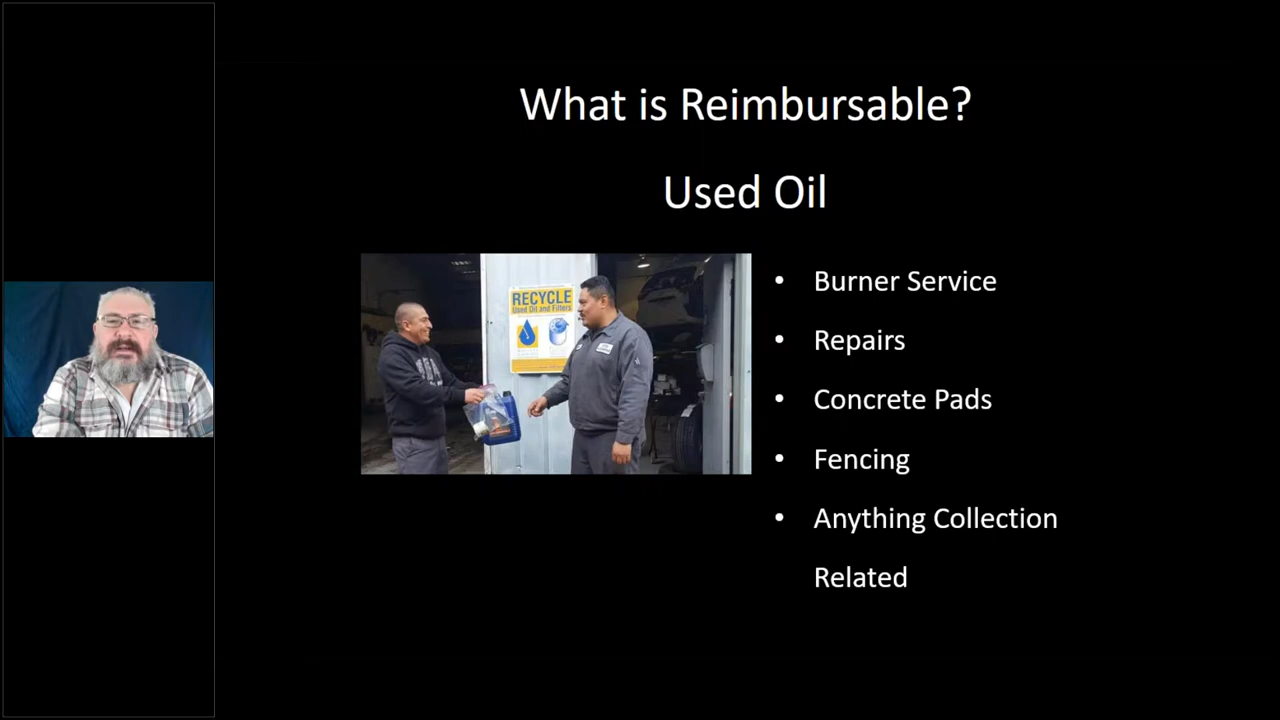 What is Reimbursable?
Used Oil
RECYCLE
Used Oil and Filters
• Burner Service
• Repairs
• Concrete Pads
• Fencing
• Anything Collection
Related